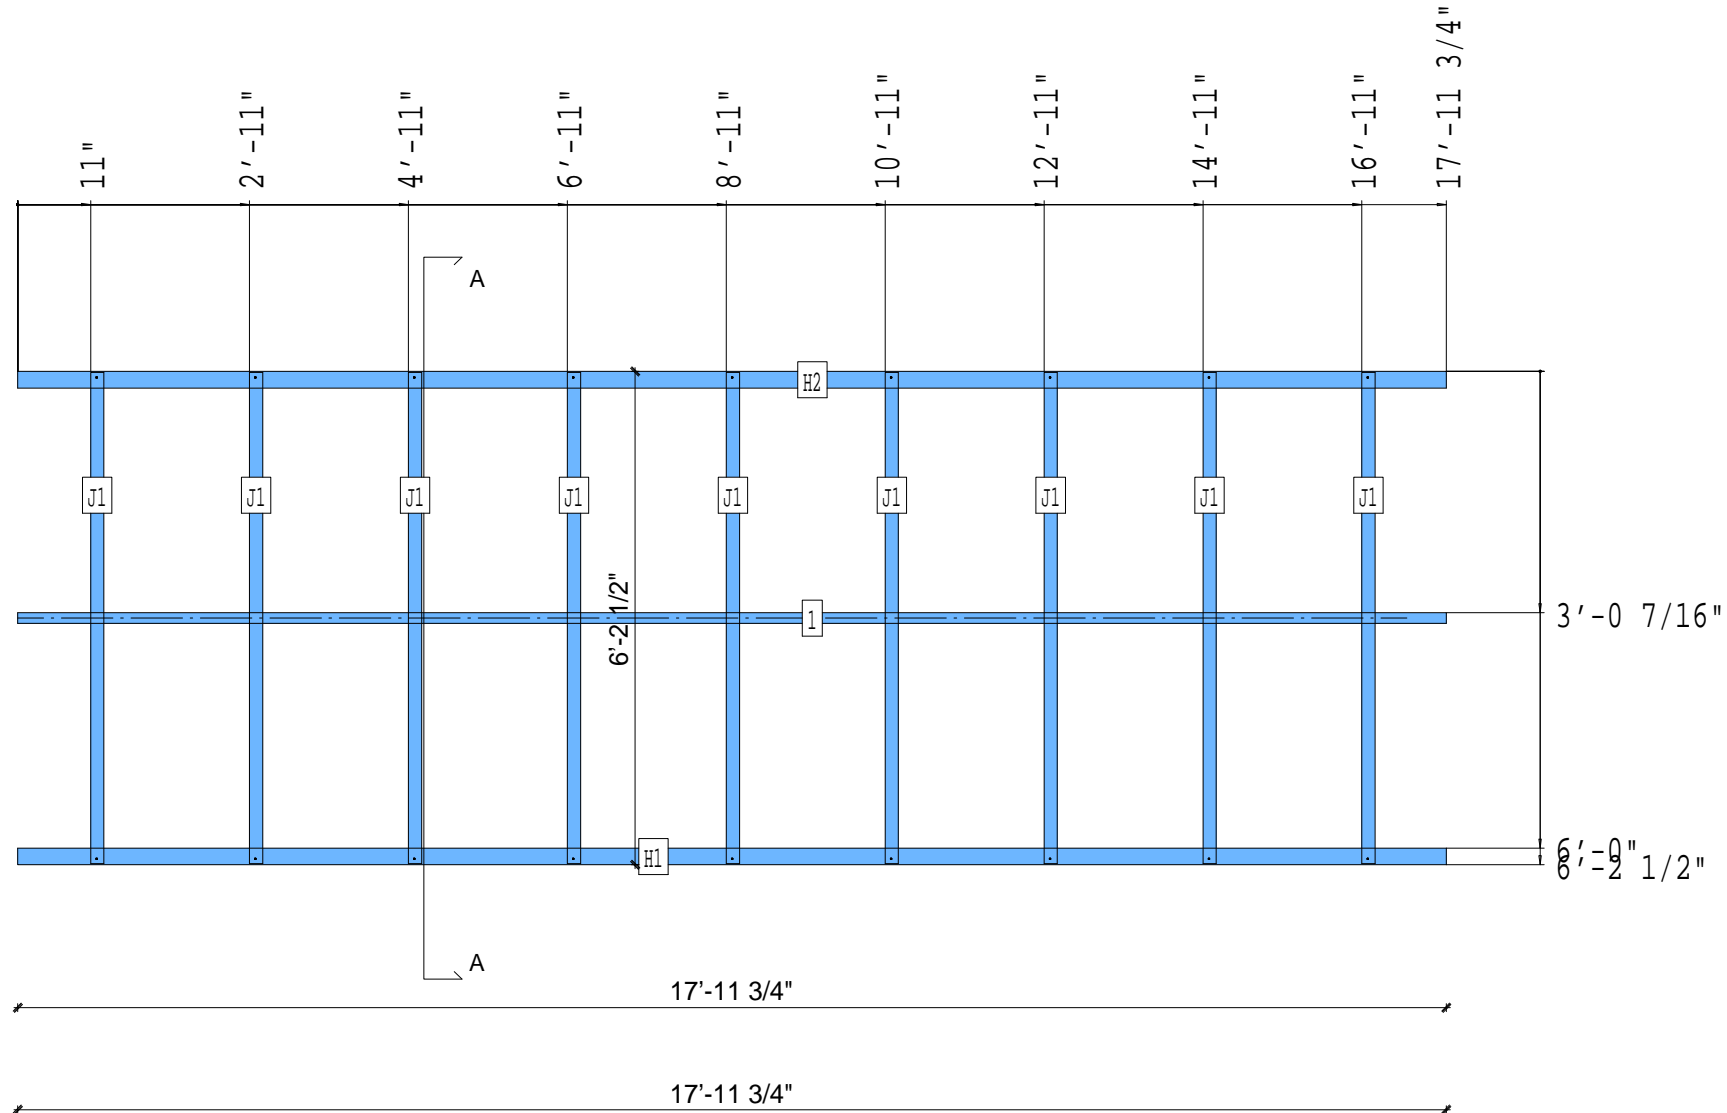 11"
2'-11"
4'-11"
6'-11"
8'-11"
10'-11"
12'-11"
14'-11"
16'-11"
17'-11 3/4"
A
H2
J1
J1
J1
J1
J1
J1
J1
J1
J1
6'-2 1/2"
1
3'-0 7/16"
H1
6'-0"
6'-2 1/2"
A
17'-11 3/4"
17'-11 3/4"